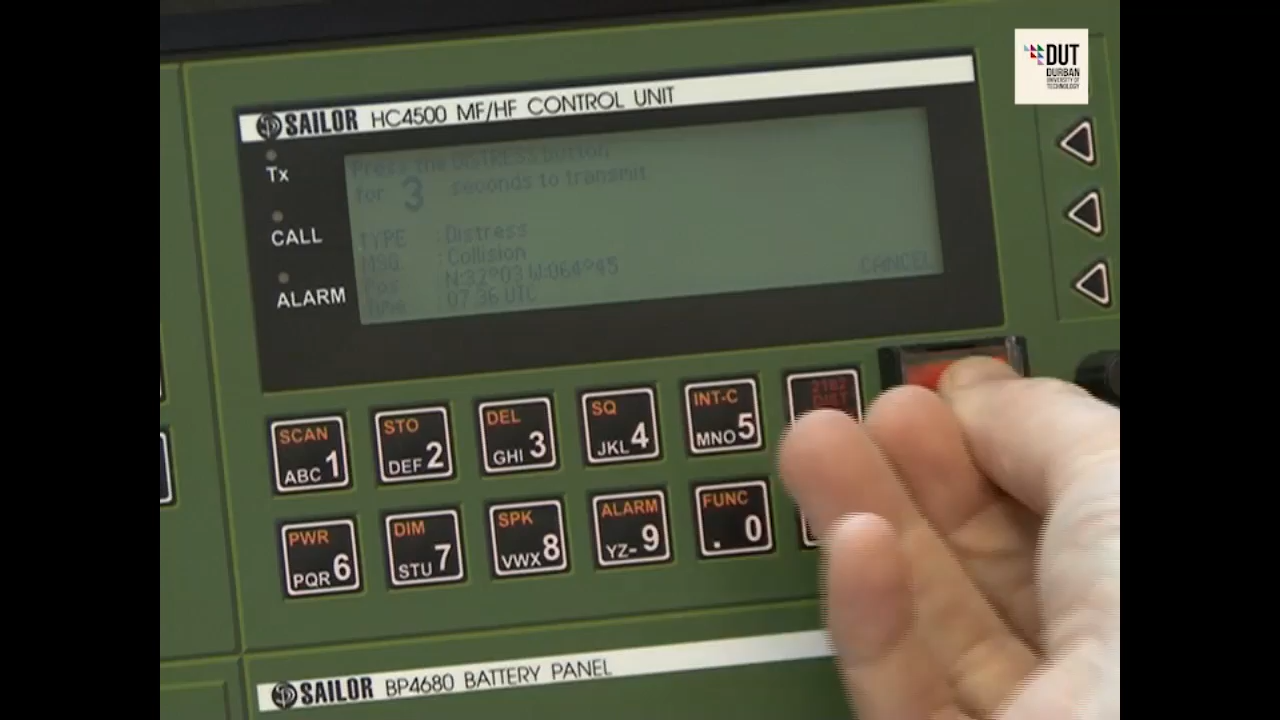 DUT
DURBAN
UNIVERSITY OF
TECHNOLOGY
SAILOR HC4500 MF/HF CONTROL UNIT
Tx
CALL
ALARM
Press the DISTRESS button
for 3 seconds to transmit.
TYPE : Distress
MSG : Collision
Pos : N:32°03 W:064°45
Time : 07:36 UTC
CANCEL
SCAN
ABC 1
STO
DEF 2
DEL
GHI 3
SQ
JKL 4
INT-C
MNO 5
2182
DIST
PWR
PQR 6
DIM
STU 7
SPK
VWX 8
ALARM
YZ- 9
FUNC
. 0
SAILOR BP4680 BATTERY PANEL